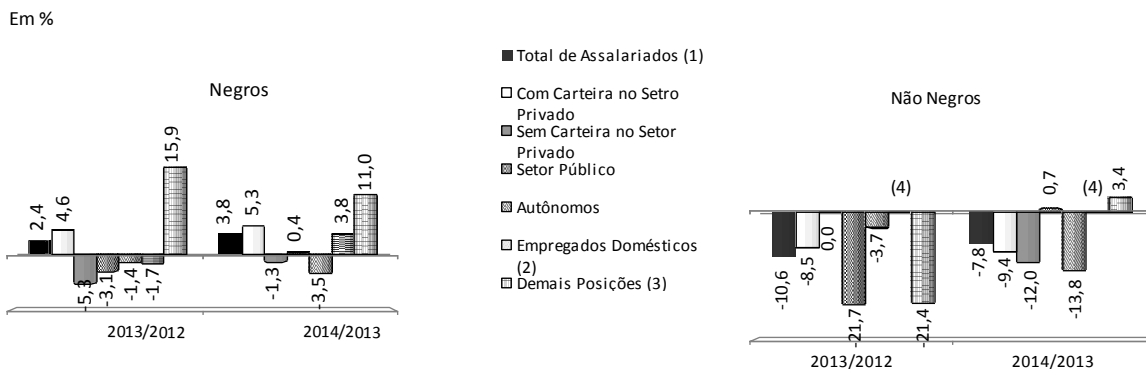 Em %
Negros
2,4
4,6
-5,3
-3,1
-1,4
-1,7
15,9
3,8
5,3
-1,3
0,4
-3,5
3,8
11,0
2013/2012
2014/2013
Total de Assalariados (1)
Com Carteira no Setro
Privado
Sem Carteira no Setor
Privado
Setor Público
Autônomos
Empregados Domésticos
(2)
Demais Posições (3)
Não Negros
-10,6
-8,5
0,0
-21,7
-3,7
(4)
-21,4
-7,8
-9,4
-12,0
0,7
-13,8
(4)
3,4
2013/2012
2014/2013